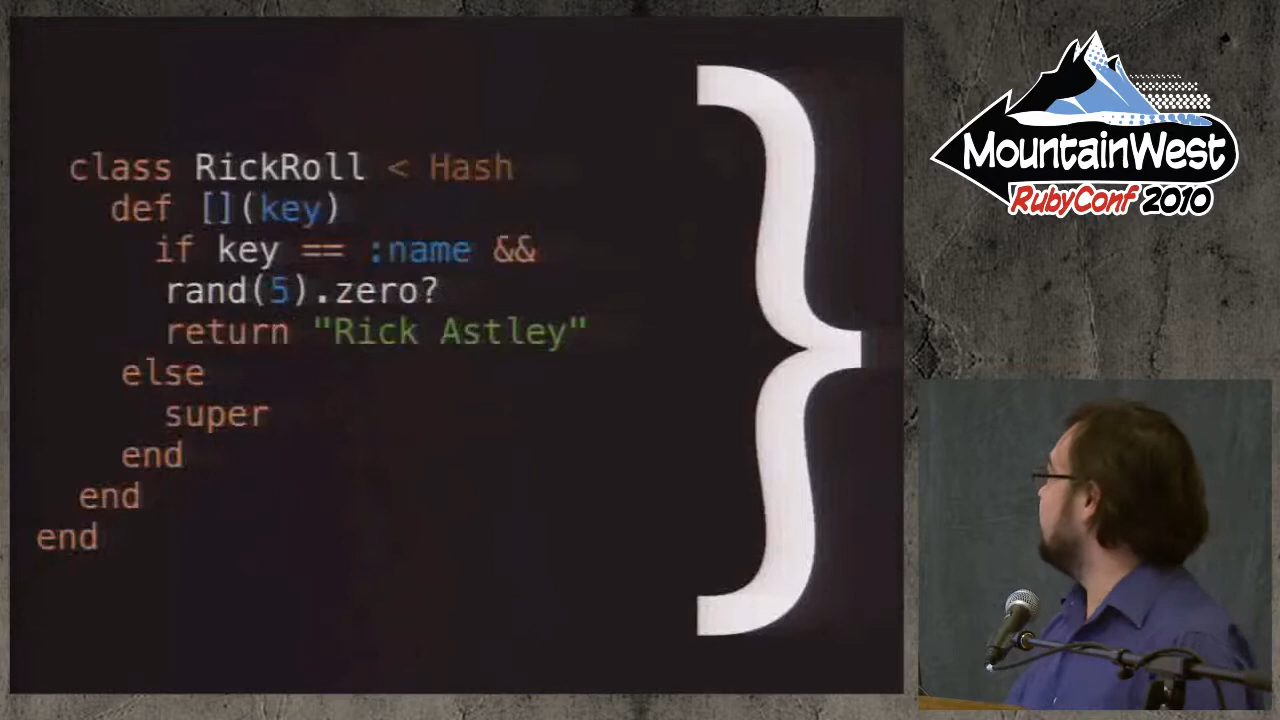 class RickRoll < Hash
def [](key)
if key == :name &&
rand(5).zero?
return "Rick Astley"
else
super
end
end
end
}
MountainWest
RubyConf 2010